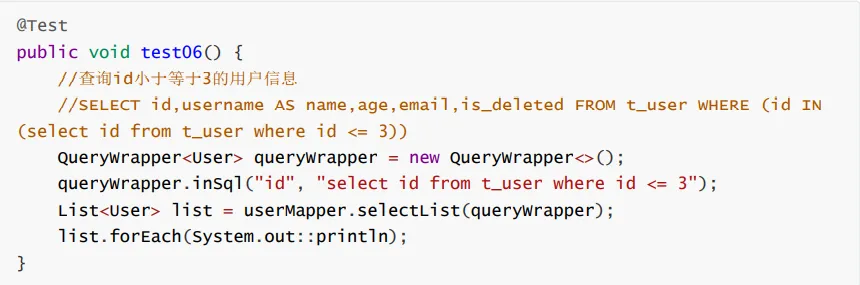 @Test
public void test06() {
//查询id小于等于3的用户信息
//SELECT id,username AS name,age,email,is_deleted FROM t_user WHERE (id IN
(select id from t_user where id <= 3))
QueryWrapper<User> queryWrapper = new QueryWrapper<>();
queryWrapper.inSql("id", "select id from t_user where id <= 3");
List<User> list = userMapper.selectList(queryWrapper);
list.forEach(System.out::println);
}